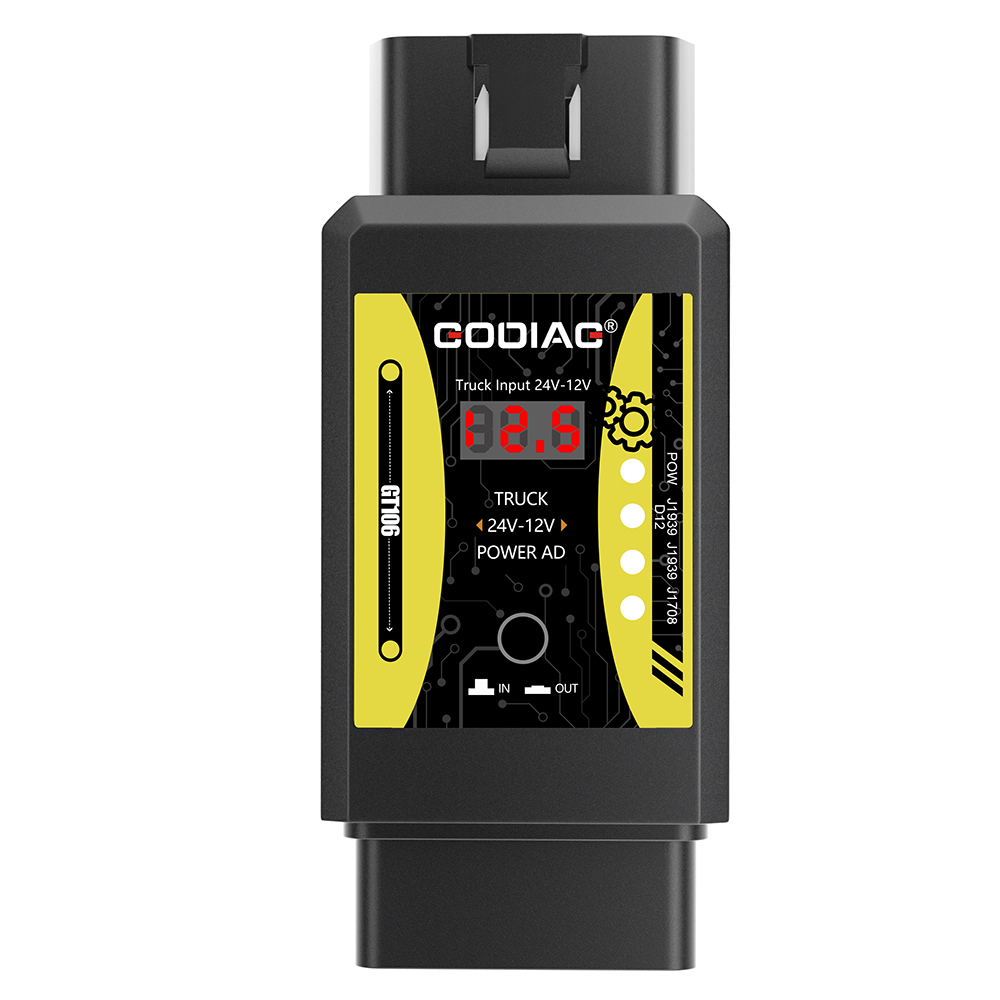 GODIAG®
Truck Input 24V-12V
12.5
TRUCK
24V-12V
POWER AD
IN
OUT
GT106
POW J1939 J1939 J1708
D12